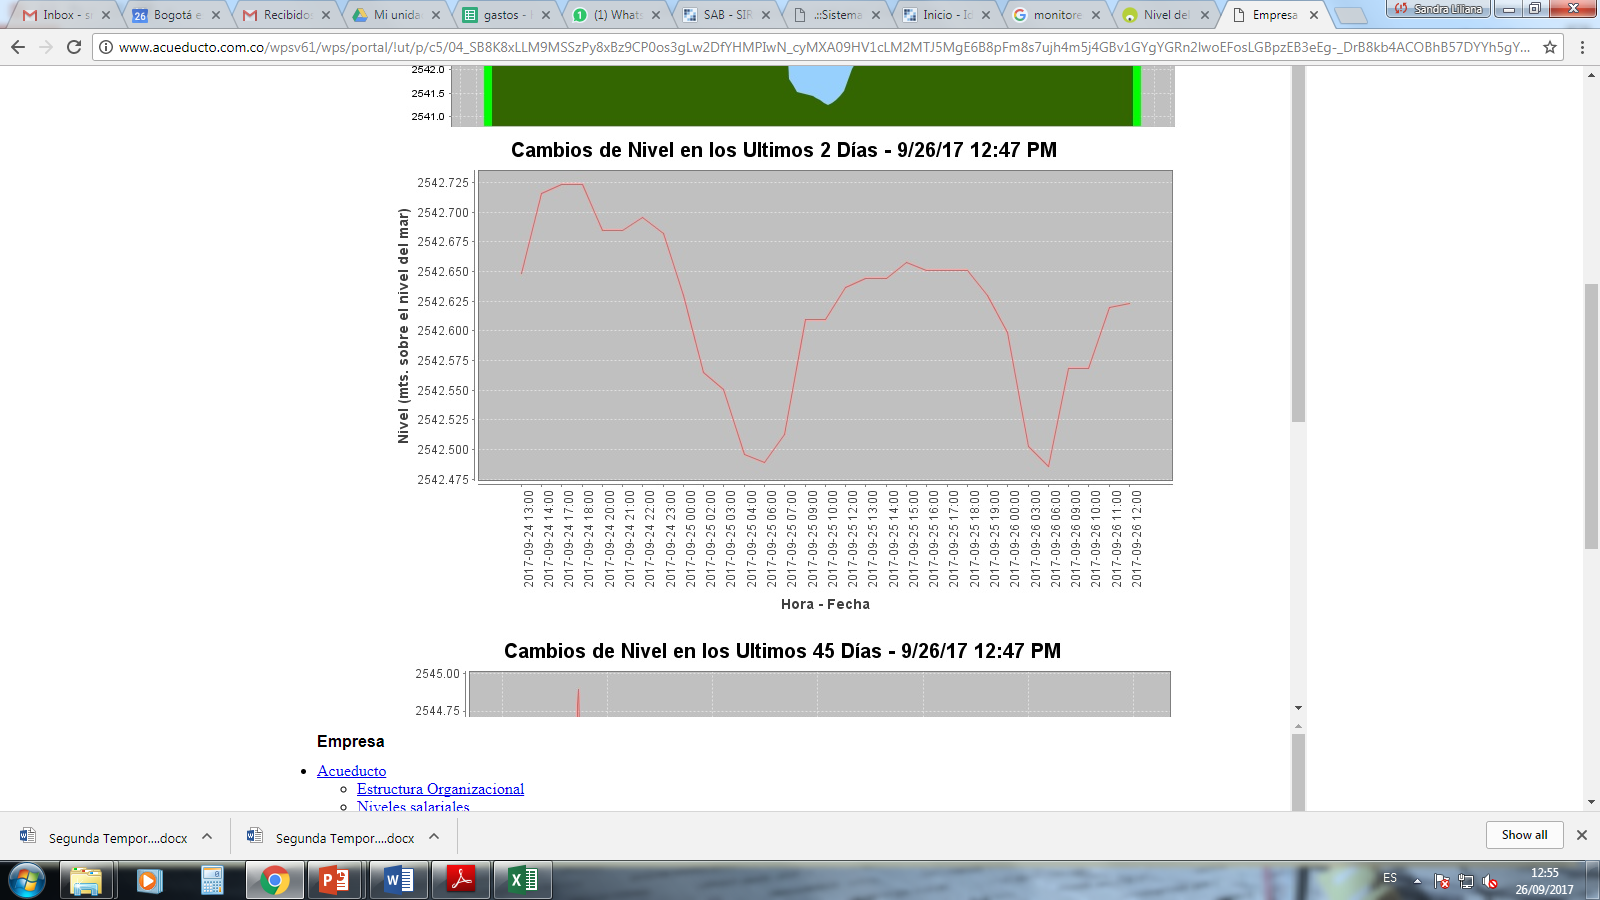 Inbox - s
Bogotá e
Recibidos
Mi unida
gastos -
(1) Whats
SAB - SIR
.::Sistema
Inicio - Id
monitore
Nivel del
Empresa
Sandra Liliana
www.acueducto.com.co/wpsv61/wps/portal/lut/p/c5/04_SB8K8xLLM9MSSzPy8xBz9CP0os3gLw2DfYHMPIwN_cyMXA09HV1cLM2MTJ5MgE6B8pFm8s7ujh4m5j4GBv1GYgYGRn2lwoEFosLGBpzEB3eEg-_DrB8kb4ACOBhB57DYYh5gY...
2542.0
2541.5
2541.0
Cambios de Nivel en los Ultimos 2 Días - 9/26/17 12:47 PM
Nivel (mts. sobre el nivel del mar)
2542.725
2542.700
2542.675
2542.650
2542.625
2542.600
2542.575
2542.550
2542.525
2542.500
2542.475
2017-09-24 13:00
2017-09-24 14:00
2017-09-24 17:00
2017-09-24 18:00
2017-09-24 20:00
2017-09-24 21:00
2017-09-24 22:00
2017-09-24 23:00
2017-09-25 00:00
2017-09-25 02:00
2017-09-25 03:00
2017-09-25 04:00
2017-09-25 06:00
2017-09-25 07:00
2017-09-25 09:00
2017-09-25 10:00
2017-09-25 12:00
2017-09-25 13:00
2017-09-25 14:00
2017-09-25 15:00
2017-09-25 16:00
2017-09-25 17:00
2017-09-25 18:00
2017-09-25 19:00
2017-09-26 00:00
2017-09-26 03:00
2017-09-26 06:00
2017-09-26 09:00
2017-09-26 10:00
2017-09-26 11:00
2017-09-26 12:00
Hora - Fecha
Cambios de Nivel en los Ultimos 45 Días - 9/26/17 12:47 PM
2545.00
2544.75
Empresa
Acueducto
Estructura Organizacional
Niveles salariales
Segunda Tempor....docx
Segunda Tempor....docx
Show all
ES
12:55
26/09/2017